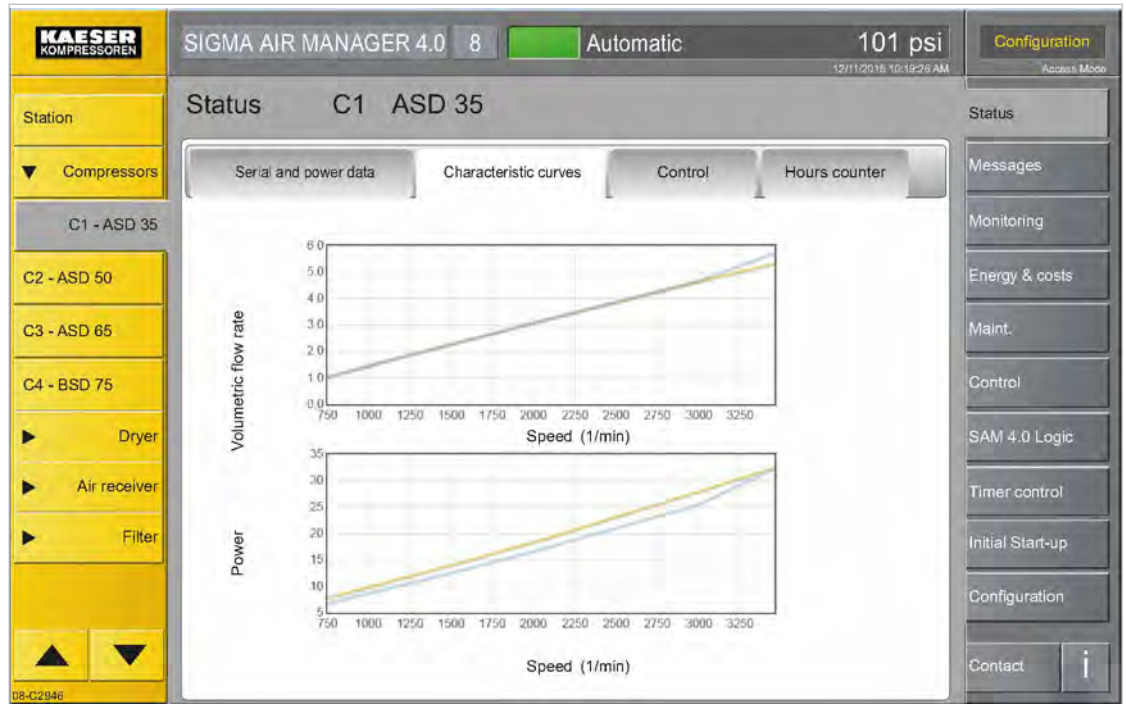 KAESER
KOMPRESSOREN
SIGMA AIR MANAGER 4.0 8 Automatic 101 psi
12/11/2016 10:19:26 AM
Configuration
Access Mode
Station
Compressors
C1 - ASD 35
C2 - ASD 50
C3 - ASD 65
C4 - BSD 75
Dryer
Air receiver
Filter
08-C2946
Status C1 ASD 35
Serial and power data Characteristic curves Control Hours counter
Volumetric flow rate
6.0
5.0
4.0
3.0
2.0
1.0
0.0
750 1000 1250 1500 1750 2000 2250 2500 2750 3000 3250
Speed (1/min)
Power
35
30
25
20
15
10
5
750 1000 1250 1500 1750 2000 2250 2500 2750 3000 3250
Speed (1/min)
Status
Messages
Monitoring
Energy & costs
Maint.
Control
SAM 4.0 Logic
Timer control
Initial Start-up
Configuration
Contact i